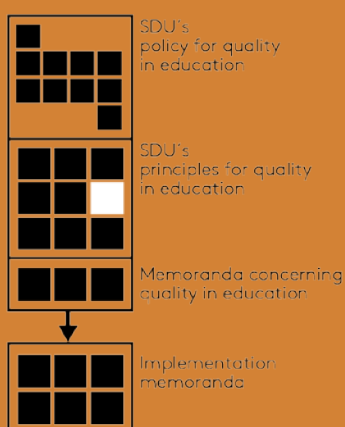 SDU's
policy for quality
in education
SDU's
principles for quality
in education
Memoranda concerning
quality in education
Implementation
memoranda